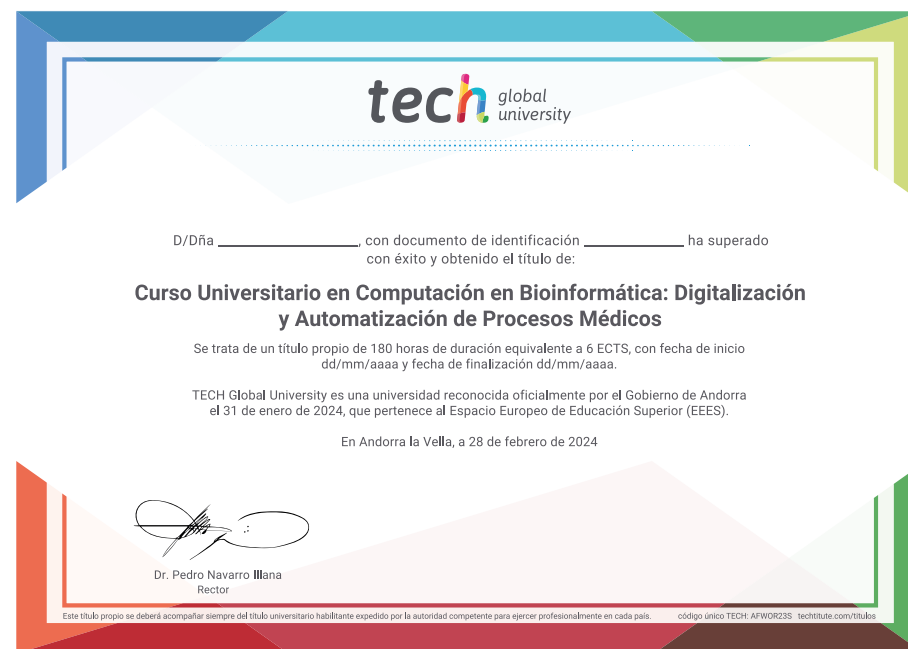 tech global university
D/Dña ____________, con documento de identificación ____________ ha superado
con éxito y obtenido el título de:
Curso Universitario en Computación en Bioinformática: Digitalización
y Automatización de Procesos Médicos
Se trata de un título propio de 180 horas de duración equivalente a 6 ECTS, con fecha de inicio
dd/mm/aaaa y fecha de finalización dd/mm/aaaa.
TECH Global University es una universidad reconocida oficialmente por el Gobierno de Andorra
el 31 de enero de 2024, que pertenece al Espacio Europeo de Educación Superior (EEES).
En Andorra la Vella, a 28 de febrero de 2024
Dr. Pedro Navarro Illana
Rector
Este título propio se deberá acompañar siempre del título universitario habilitante expedido por la autoridad competente para ejercer profesionalmente en cada país. código único TECH: AFWOR23S techtitute.com/titulos